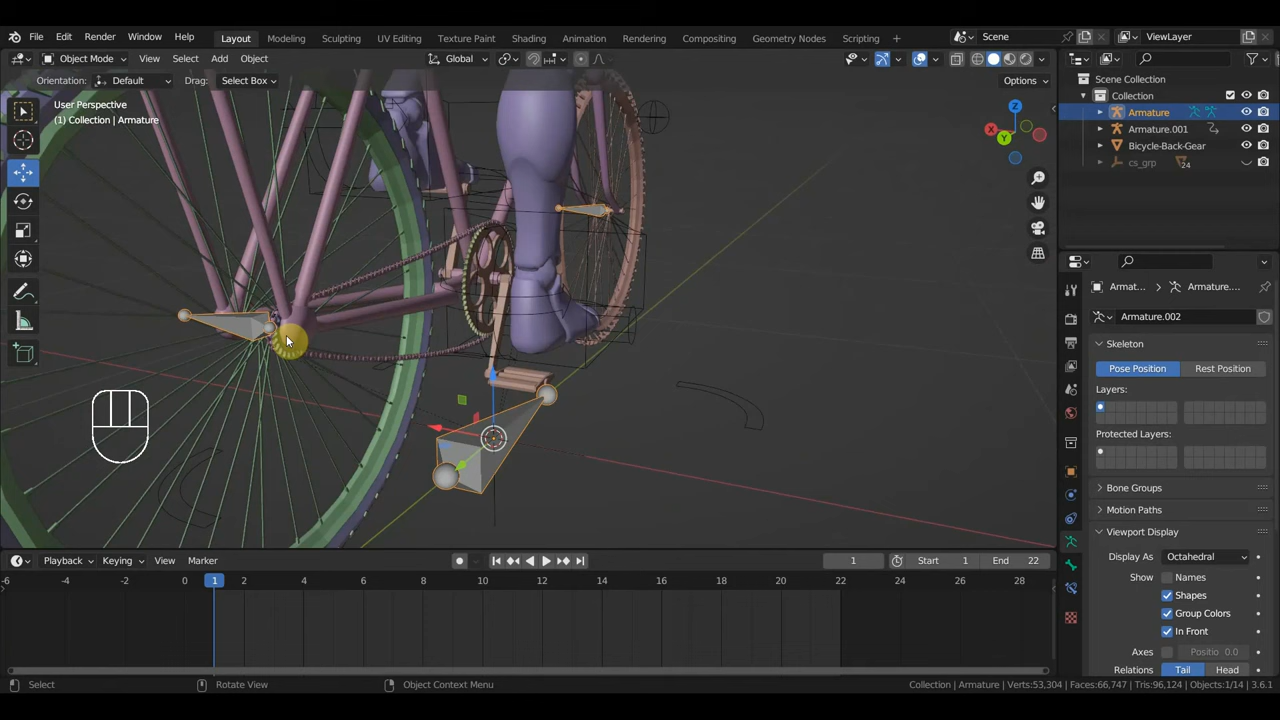 File Edit Render Window Help Layout Modeling Sculpting UV Editing Texture Paint Shading Animation Rendering Compositing Geometry Nodes Scripting Scene ViewLayer
Object Mode View Select Add Object Global
Orientation: Default Drag: Select Box Options
User Perspective
(1) Collection | Armature
Z
X
Y
Scene Collection
Collection
Armature
Armature.001
Bicycle-Back-Gear
cs_grp 24
Armat... Armature....
Armature.002
Skeleton
Pose Position Rest Position
Layers:
Protected Layers:
Bone Groups
Motion Paths
Viewport Display
Display As Octahedral
Show Names
Shapes
Group Colors
In Front
Axes Positio 0.0
Relations Tail Head
Playback Keying View Marker 1 Start 1 End 22
-6 0 1 2 4 6 8 10 12 14 16 18 20 22 24 26 28
Select Rotate View Object Context Menu Collection | Armature | Verts:53,304 | Faces:66,747 | Tris:96,124 | Objects:1/14 | 3.6.1